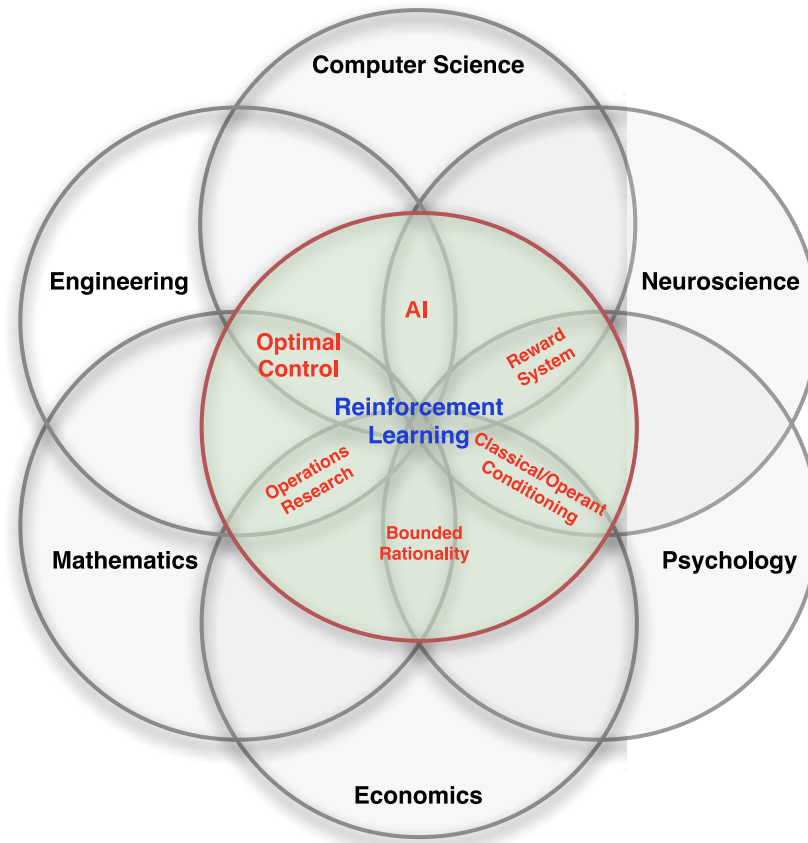 Computer Science
Engineering
Neuroscience
AI
Optimal
Control
Reward
System
Reinforcement
Learning
Operations
Research
Classical/Operant
Conditioning
Bounded
Rationality
Mathematics
Psychology
Economics